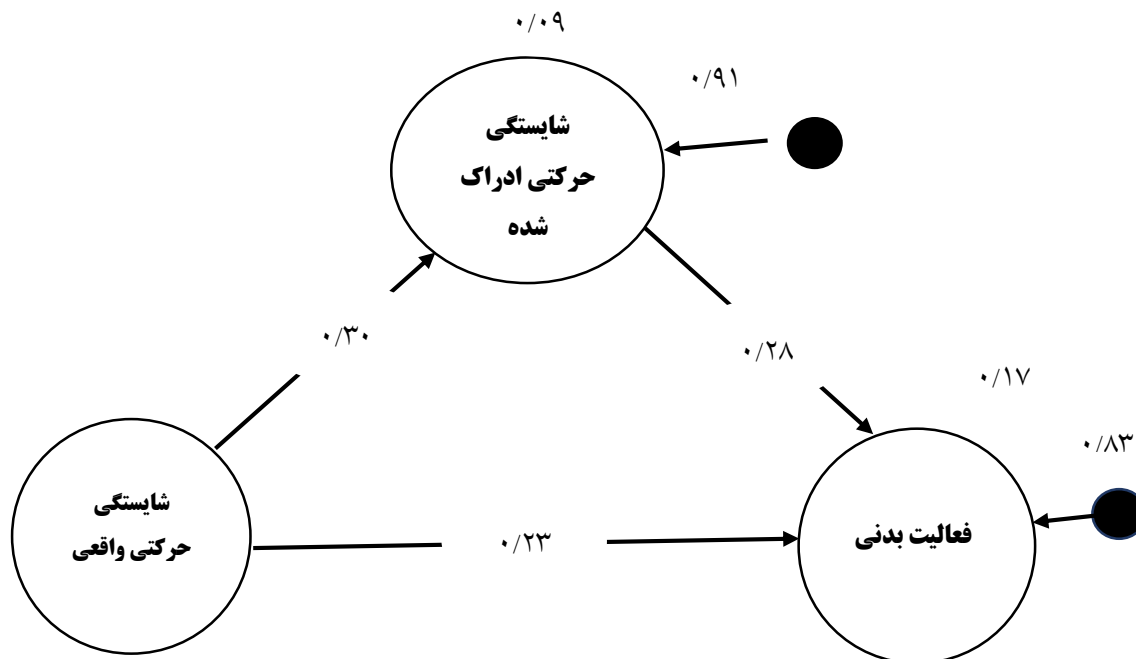 ۰/۰۹
۰/۹۱
شایستگی
حرکتی ادراک
شده
۰/۳۰
۰/۲۸
۰/۱۷
۰/۸۳
شایستگی
حرکتی واقعی
۰/۲۳
فعالیت بدنی